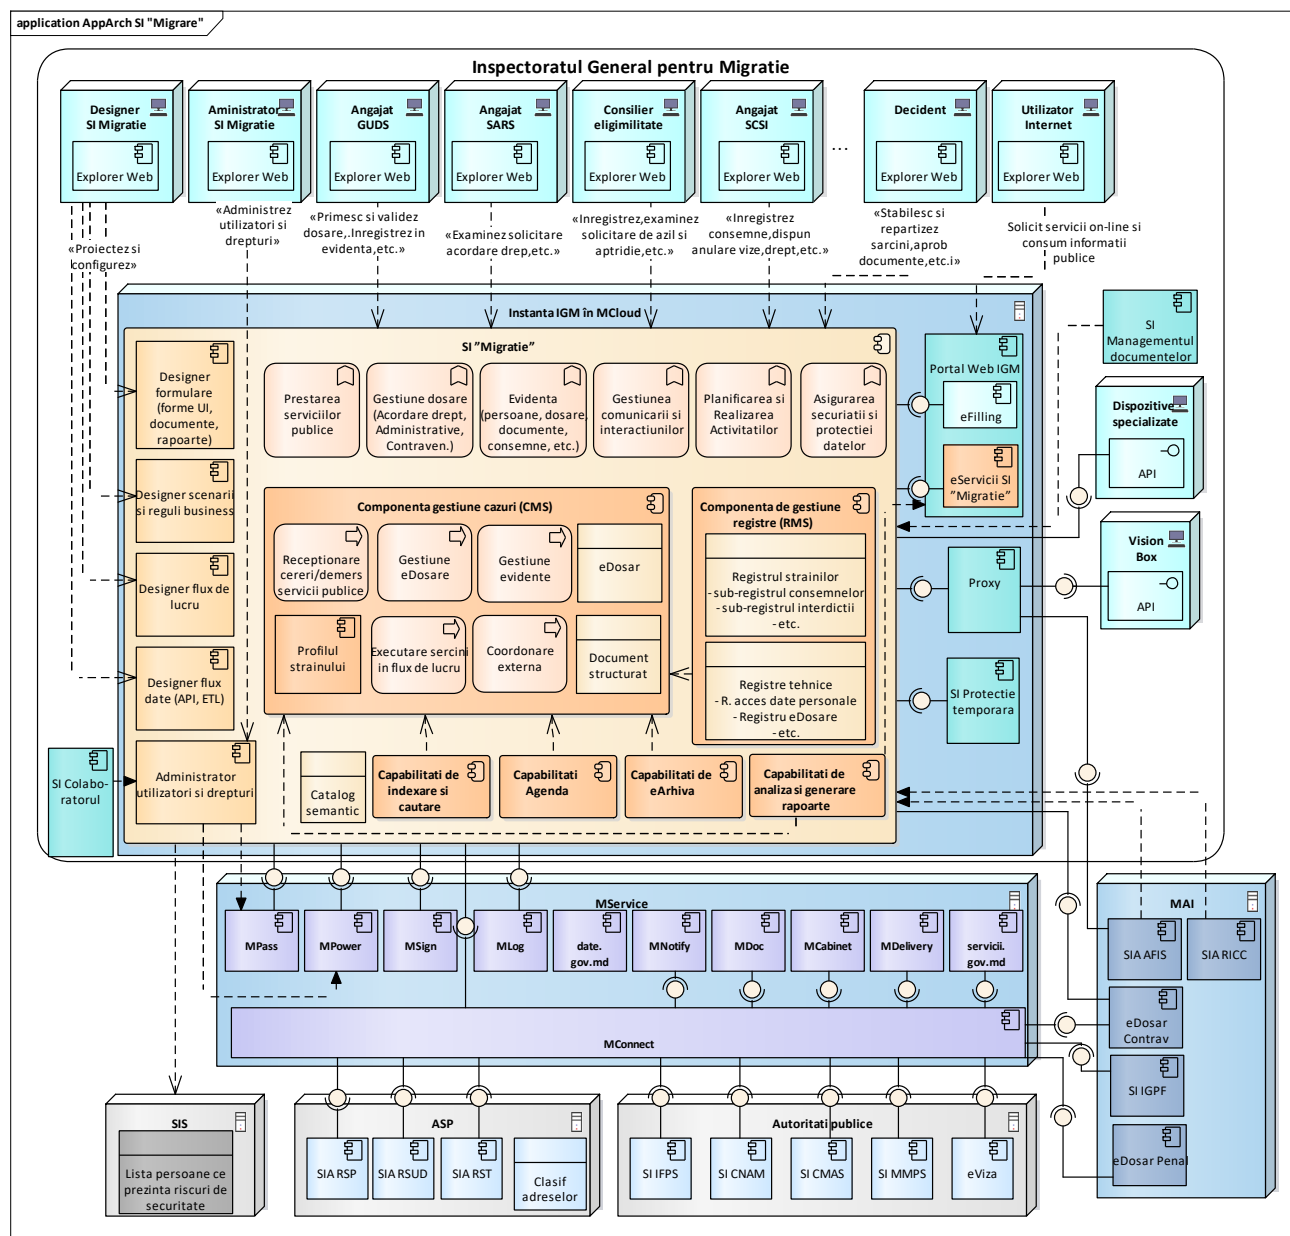 application AppArch SI "Migrare"
Inspectoratul General pentru Migratie
Designer
SI Migratie
Explorer Web
Aministrator
SI Migratie
Explorer Web
Angajat
GUDS
Explorer Web
Angajat
SARS
Explorer Web
Consilier
eligimilitate
Explorer Web
Angajat
SCSI
Explorer Web
...
Decident
Explorer Web
Utilizator
Internet
Explorer Web
«Proiectez si
configurez»
«Administrez
utilizatori si
drepturi»
«Primesc si validez
dosare,.Inregistrez in
evidenta,etc.»
«Examinez solicitare
acordare drep,etc.»
«Inregistrez,examinez
solicitare de azil si
aptridie,etc.»
«Inregistrez
consemne,dispun
anulare vize,drept,etc.»
«Stabilesc si
repartizez
sarcini,aprob
documente,etc.i»
Solicit servicii on-line si
consum informatii
publice
Instanta IGM în MCloud
SI ”Migratie”
Designer
formulare
(forme UI,
documente,
rapoarte)
Designer scenarii
si reguli business
Designer flux de
lucru
Designer flux
date (API, ETL)
Administrator
utilizatori si drepturi
SI Colabo-
ratorul
Prestarea
serviciilor
publice
Gestiune dosare
(Acordare drept,
Administrative,
Contraven.)
Evidenta
(persoane, dosare,
documente,
consemne, etc.)
Gestiunea
comunicarii si
interactiunilor
Planificarea si
Realizarea
Activitatilor
Asigurarea
securiatii si
protectiei
datelor
Portal Web IGM
eFilling
eServicii SI
”Migratie”
SI
Managementul
documentelor
Dispozitive
specializate
API
Vision
Box
API
Proxy
SI Protectie
temporara
Componenta gestiune cazuri (CMS)
Receptionare
cereri/demers
servicii publice
Gestiune
eDosare
Gestiune
evidente
eDosar
Profilul
strainului
Executare sercini
in flux de lucru
Coordonare
externa
Document
structurat
Componenta de gestiune
registre (RMS)
Registrul strainilor
- sub-registrul consemnelor
- sub-registrul interdictii
- etc.
Registre tehnice
- R. acces date personale
- Registru eDosare
- etc.
Catalog
semantic
Capabilitati de
indexare si
cautare
Capabilitati
Agenda
Capabilitati de
eArhiva
Capabilitati de
analiza si generare
rapoarte
MService
MPass
MPower
MSign
MLog
date.
gov.md
MNotify
MDoc
MCabinet
MDelivery
servicii.
gov.md
MConnect
MAI
SIA AFIS
SIA RICC
eDosar
Contrav
SI IGPF
eDosar Penal
SIS
Lista persoane ce
prezinta riscuri de
securitate
ASP
SIA RSP
SIA RSUD
SIA RST
Clasif
adreselor
Autoritati publice
SI IFPS
SI CNAM
SI CMAS
SI MMPS
eViza